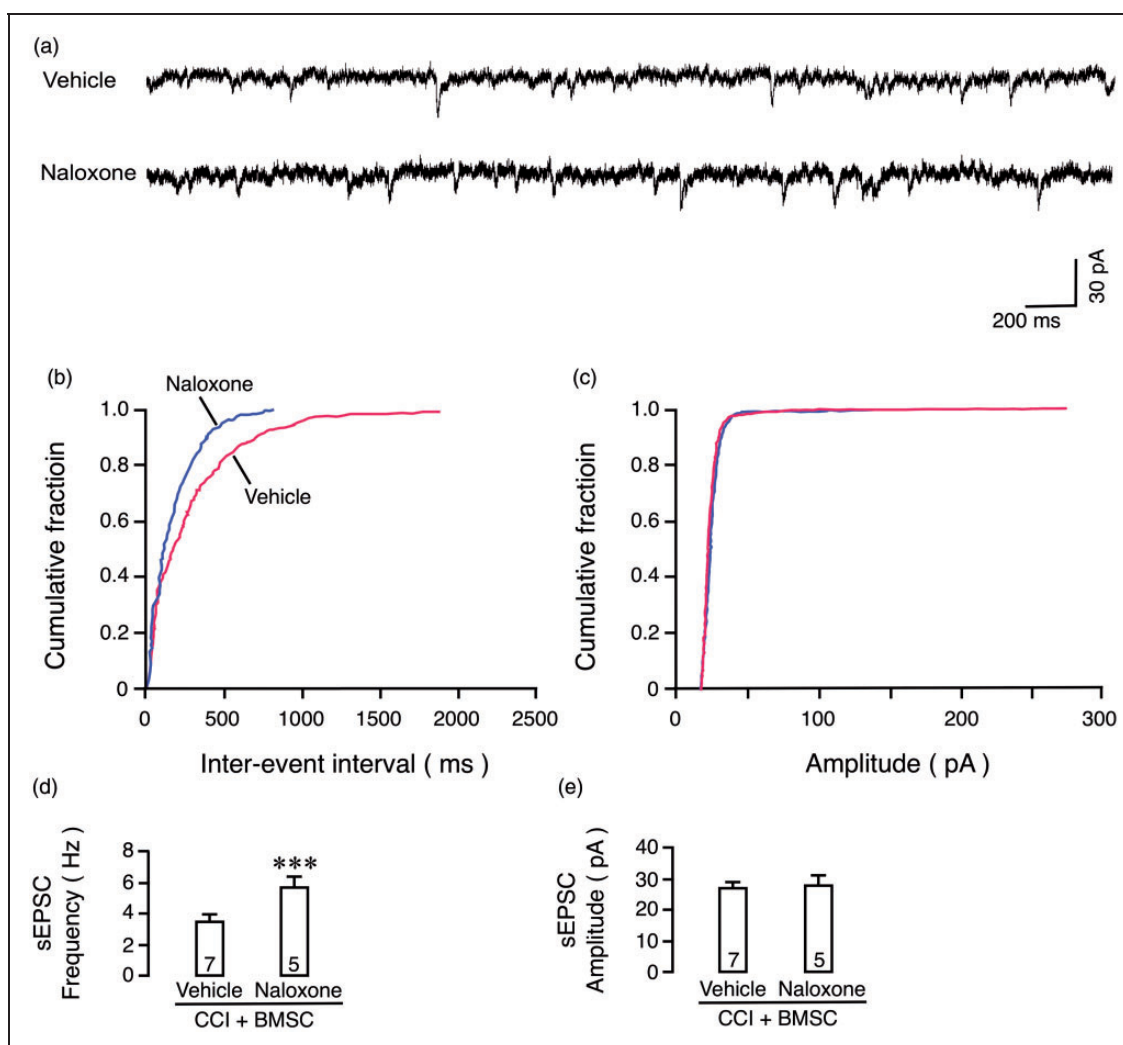 (a)
Vehicle
Naloxone
30 pA
200 ms
(b)
Naloxone
Vehicle
1.0
0.8
0.6
0.4
0.2
0
Cumulative fractioin
0 500 1000 1500 2000 2500
Inter-event interval ( ms )
(c)
1.0
0.8
0.6
0.4
0.2
0
Cumulative fractioin
0 100 200 300
Amplitude ( pA )
(d)
sEPSC
Frequency ( Hz )
8
6
4
2
0
***
7 5
Vehicle Naloxone
CCI + BMSC
(e)
sEPSC
Amplitude ( pA )
40
30
20
10
0
7 5
Vehicle Naloxone
CCI + BMSC